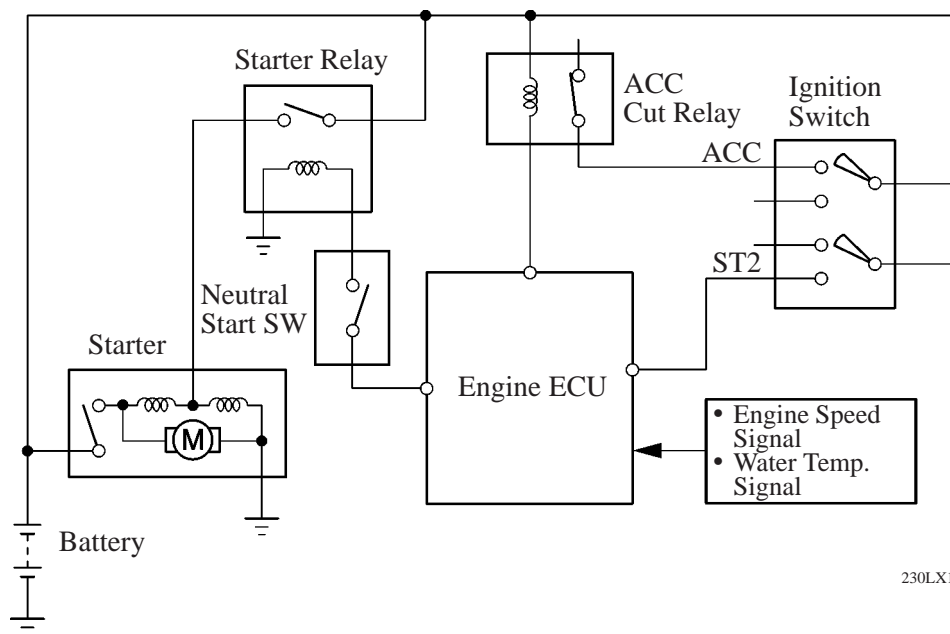 Starter Relay
ACC
Cut Relay
Ignition
Switch
ACC
ST2
Neutral
Start SW
Starter
M
Engine ECU
• Engine Speed
Signal
• Water Temp.
Signal
Battery